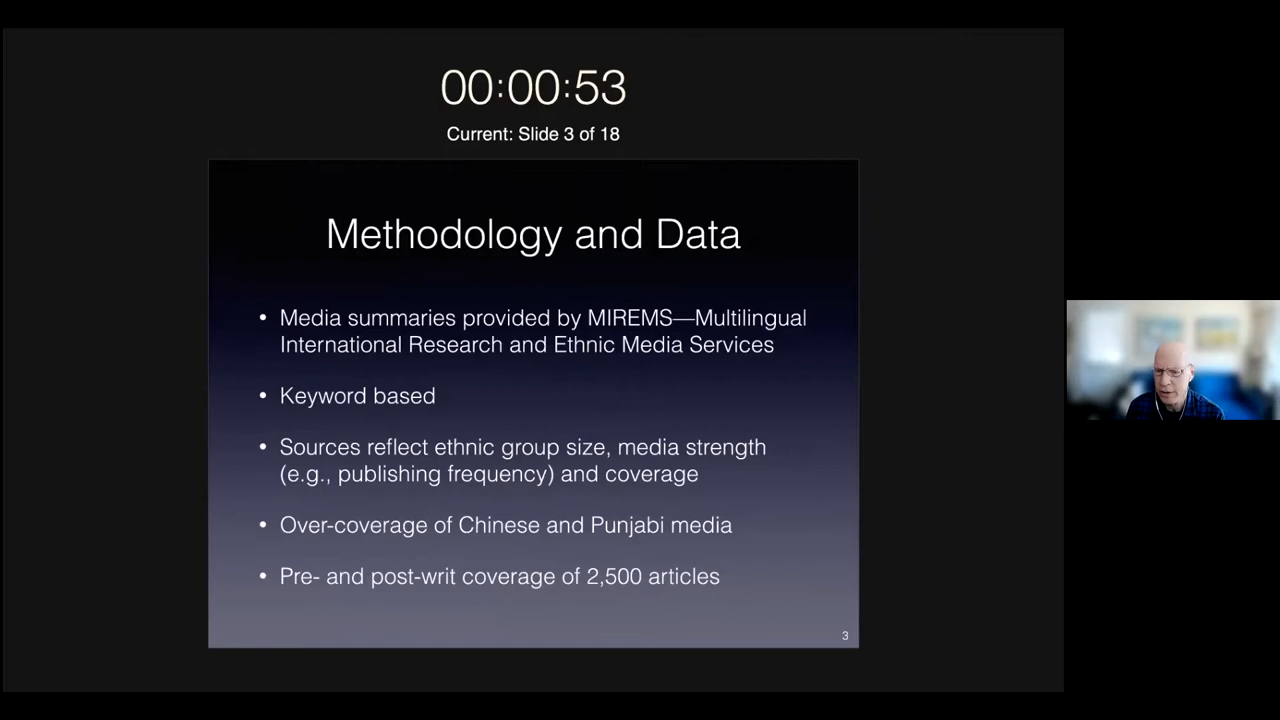 00:00:53
Current: Slide 3 of 18
Methodology and Data
• Media summaries provided by MIREMS—Multilingual
International Research and Ethnic Media Services
• Keyword based
• Sources reflect ethnic group size, media strength
(e.g., publishing frequency) and coverage
• Over-coverage of Chinese and Punjabi media
• Pre- and post-writ coverage of 2,500 articles
3